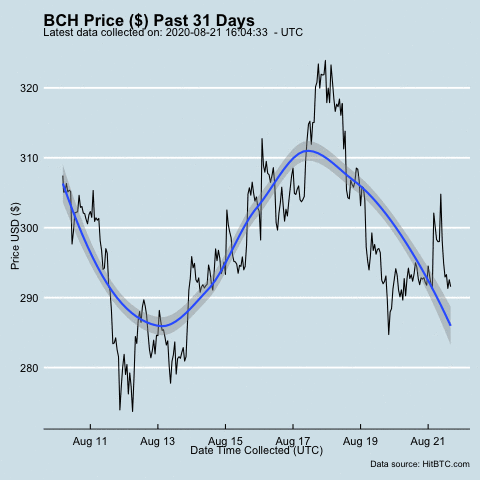 BCH Price ($) Past 31 Days
Latest data collected on: 2020-08-21 16:04:33 - UTC
320
310
300
290
280
Price USD ($)
Aug 11 Aug 13 Aug 15 Aug 17 Aug 19 Aug 21
Date Time Collected (UTC)
Data source: HitBTC.com